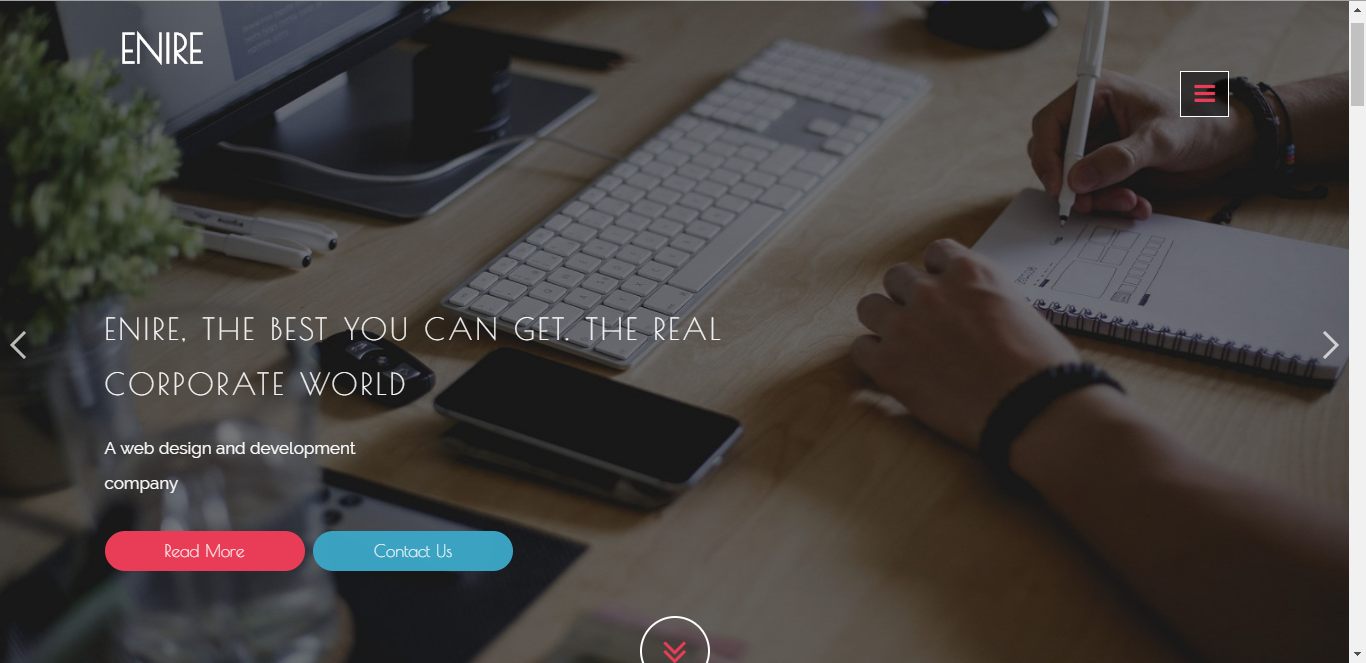 ENIRE
ENIRE, THE BEST YOU CAN GET. THE REAL
CORPORATE WORLD
A web design and development
company
Read More
Contact Us